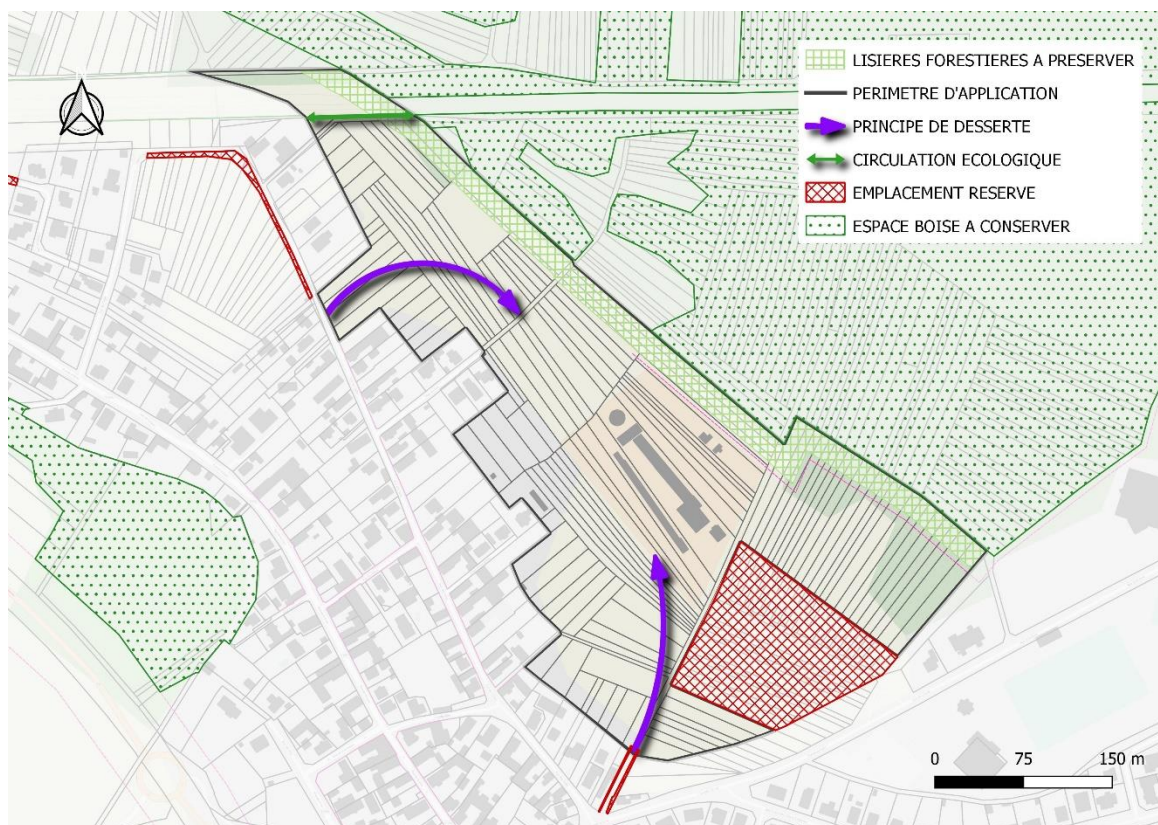 LISIERES FORESTIERES A PRESERVER
PERIMETRE D'APPLICATION
PRINCIPE DE DESSERTE
CIRCULATION ECOLOGIQUE
EMPLACEMENT RESERVE
ESPACE BOISE A CONSERVER
0 75 150 m